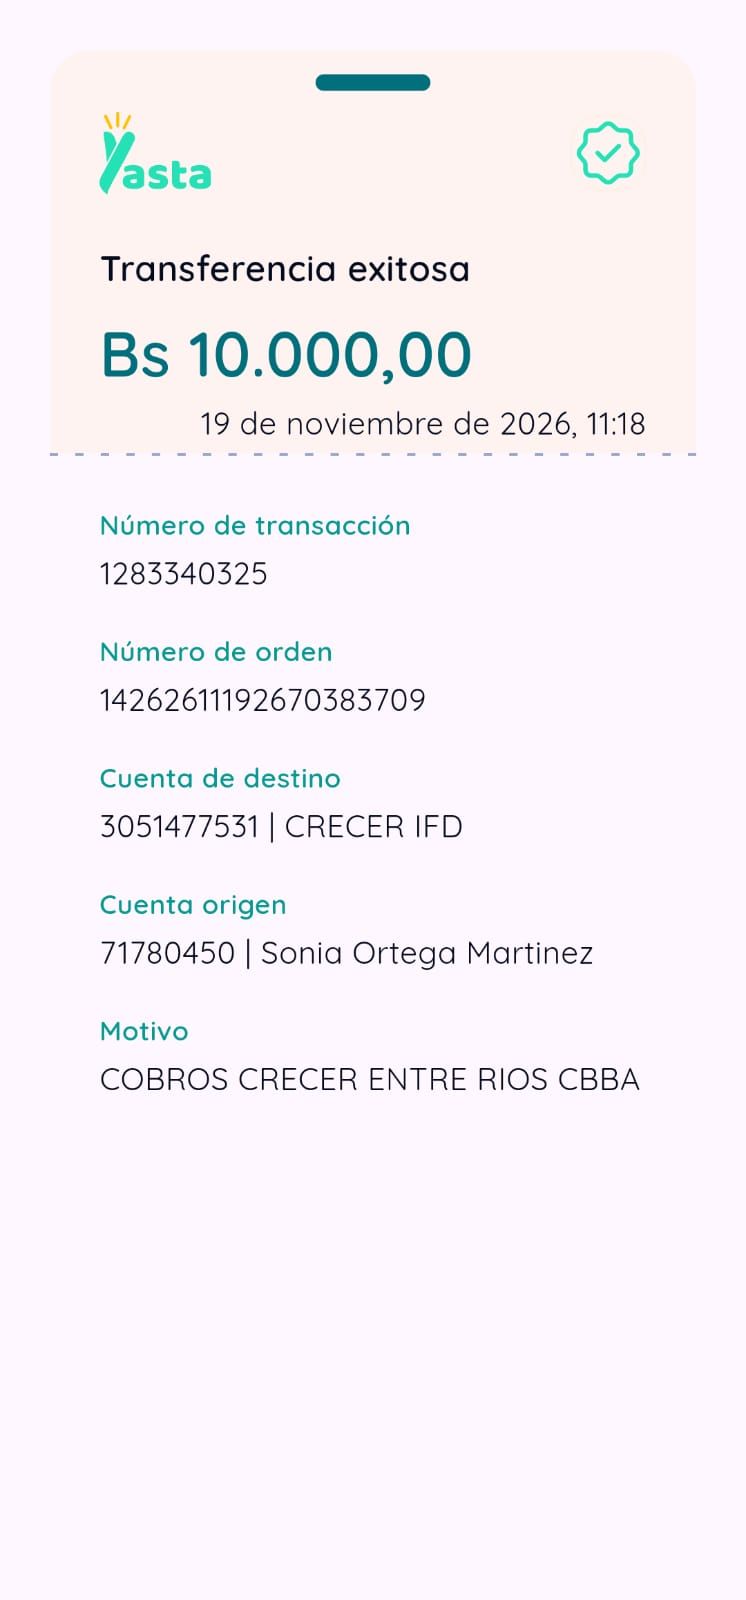 Yasta
Transferencia exitosa
Bs 10.000,00
19 de noviembre de 2026, 11:18
Número de transacción
1283340325
Número de orden
14262611192670383709
Cuenta de destino
3051477531 | CRECER IFD
Cuenta origen
71780450 | Sonia Ortega Martinez
Motivo
COBROS CRECER ENTRE RIOS CBBA